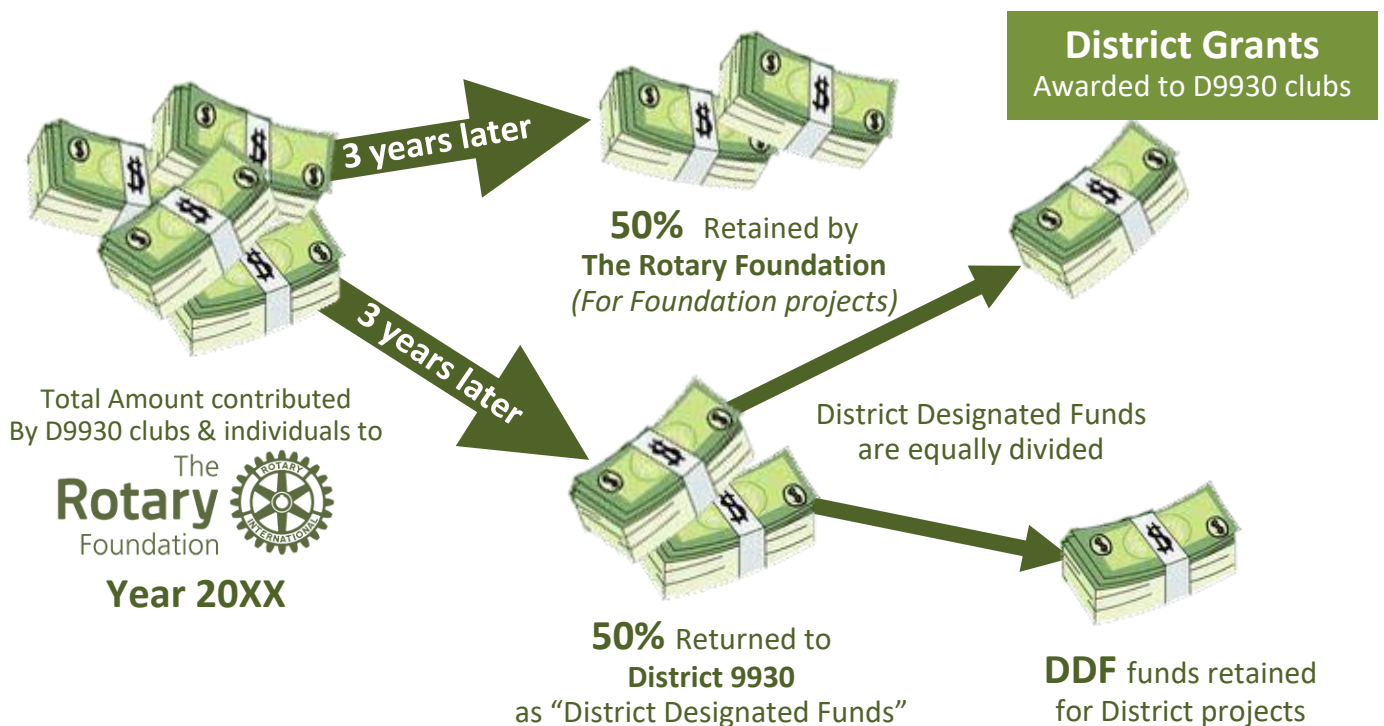 District Grants
Awarded to D9930 clubs
3 years later
50% Retained by
The Rotary Foundation
(For Foundation projects)
3 years later
Total Amount contributed
By D9930 clubs & individuals to
The
Rotary
Foundation
ROTARY
INTERNATIONAL
Year 20XX
District Designated Funds
are equally divided
50% Returned to
District 9930
as “District Designated Funds”
DDF funds retained
for District projects